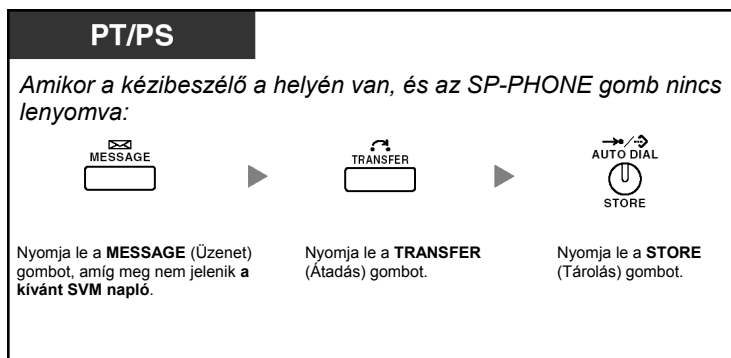 PT/PS
Amikor a kézibeszélő a helyén van, és az SP-PHONE gomb nincs
lenyomva:
MESSAGE
TRANSFER
AUTO DIAL
STORE
Nyomja le a MESSAGE (Üzenet)
gombot, amíg meg nem jelenik a
kívánt SVM napló.
Nyomja le a TRANSFER
(Átadás) gombot.
Nyomja le a STORE
(Tárolás) gombot.